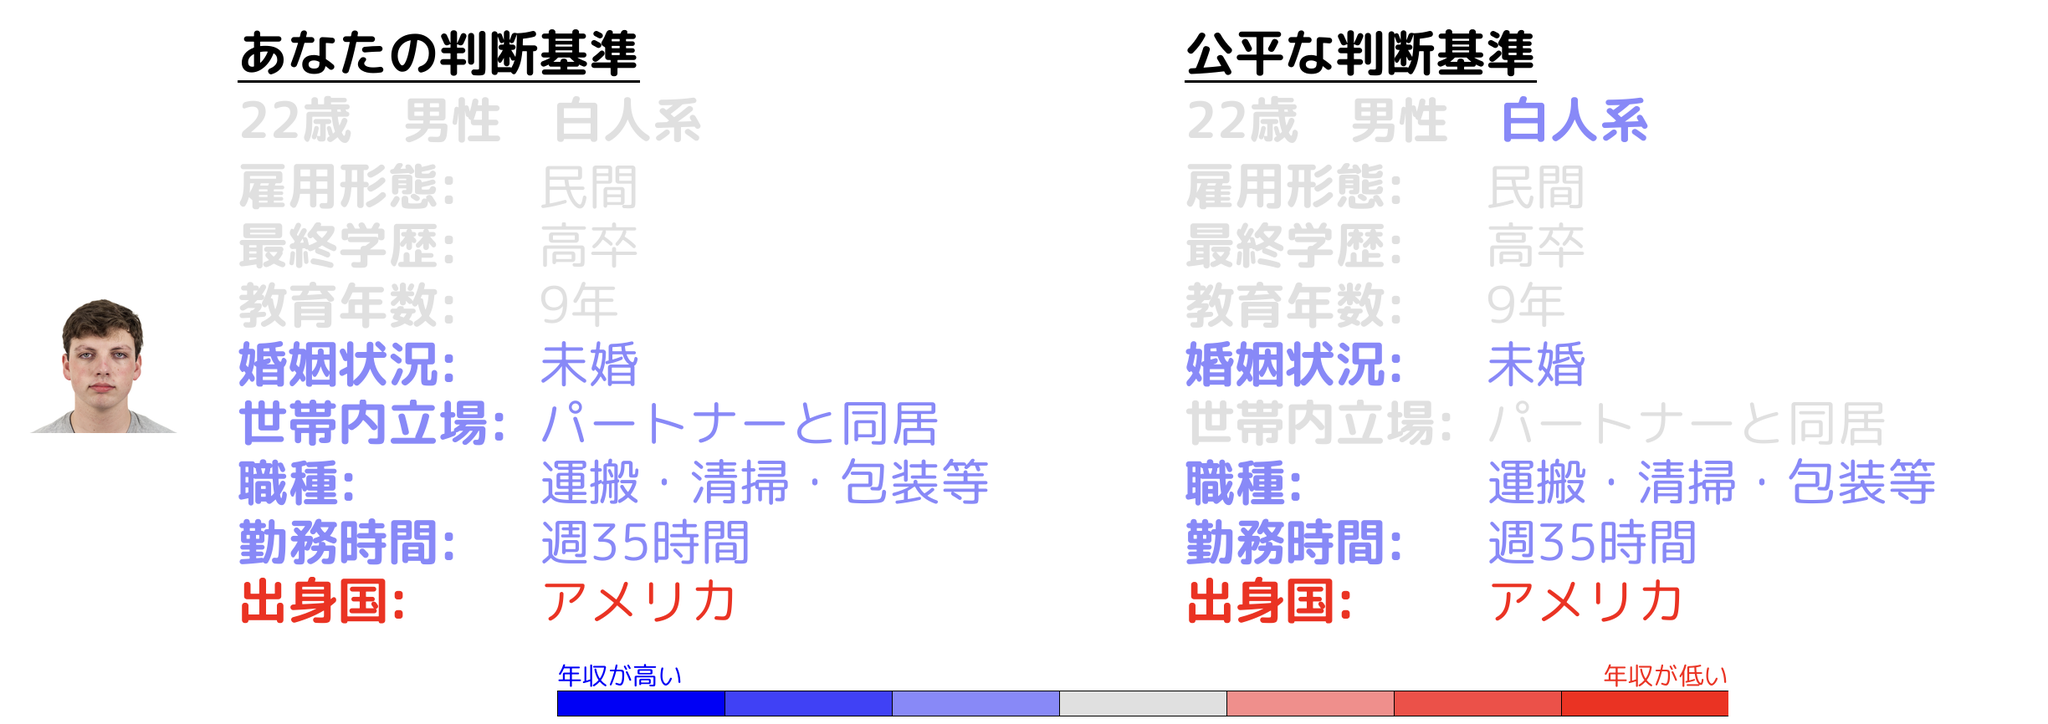 あなたの判断基準
22歳 男性 白人系
雇用形態: 民間
最終学歴: 高卒
教育年数: 9年
婚姻状況: 未婚
世帯内立場: パートナーと同居
職種: 運搬・清掃・包装等
勤務時間: 週35時間
出身国: アメリカ
公平な判断基準
22歳 男性 白人系
雇用形態: 民間
最終学歴: 高卒
教育年数: 9年
婚姻状況: 未婚
世帯内立場: パートナーと同居
職種: 運搬・清掃・包装等
勤務時間: 週35時間
出身国: アメリカ
年収が高い
年収が低い